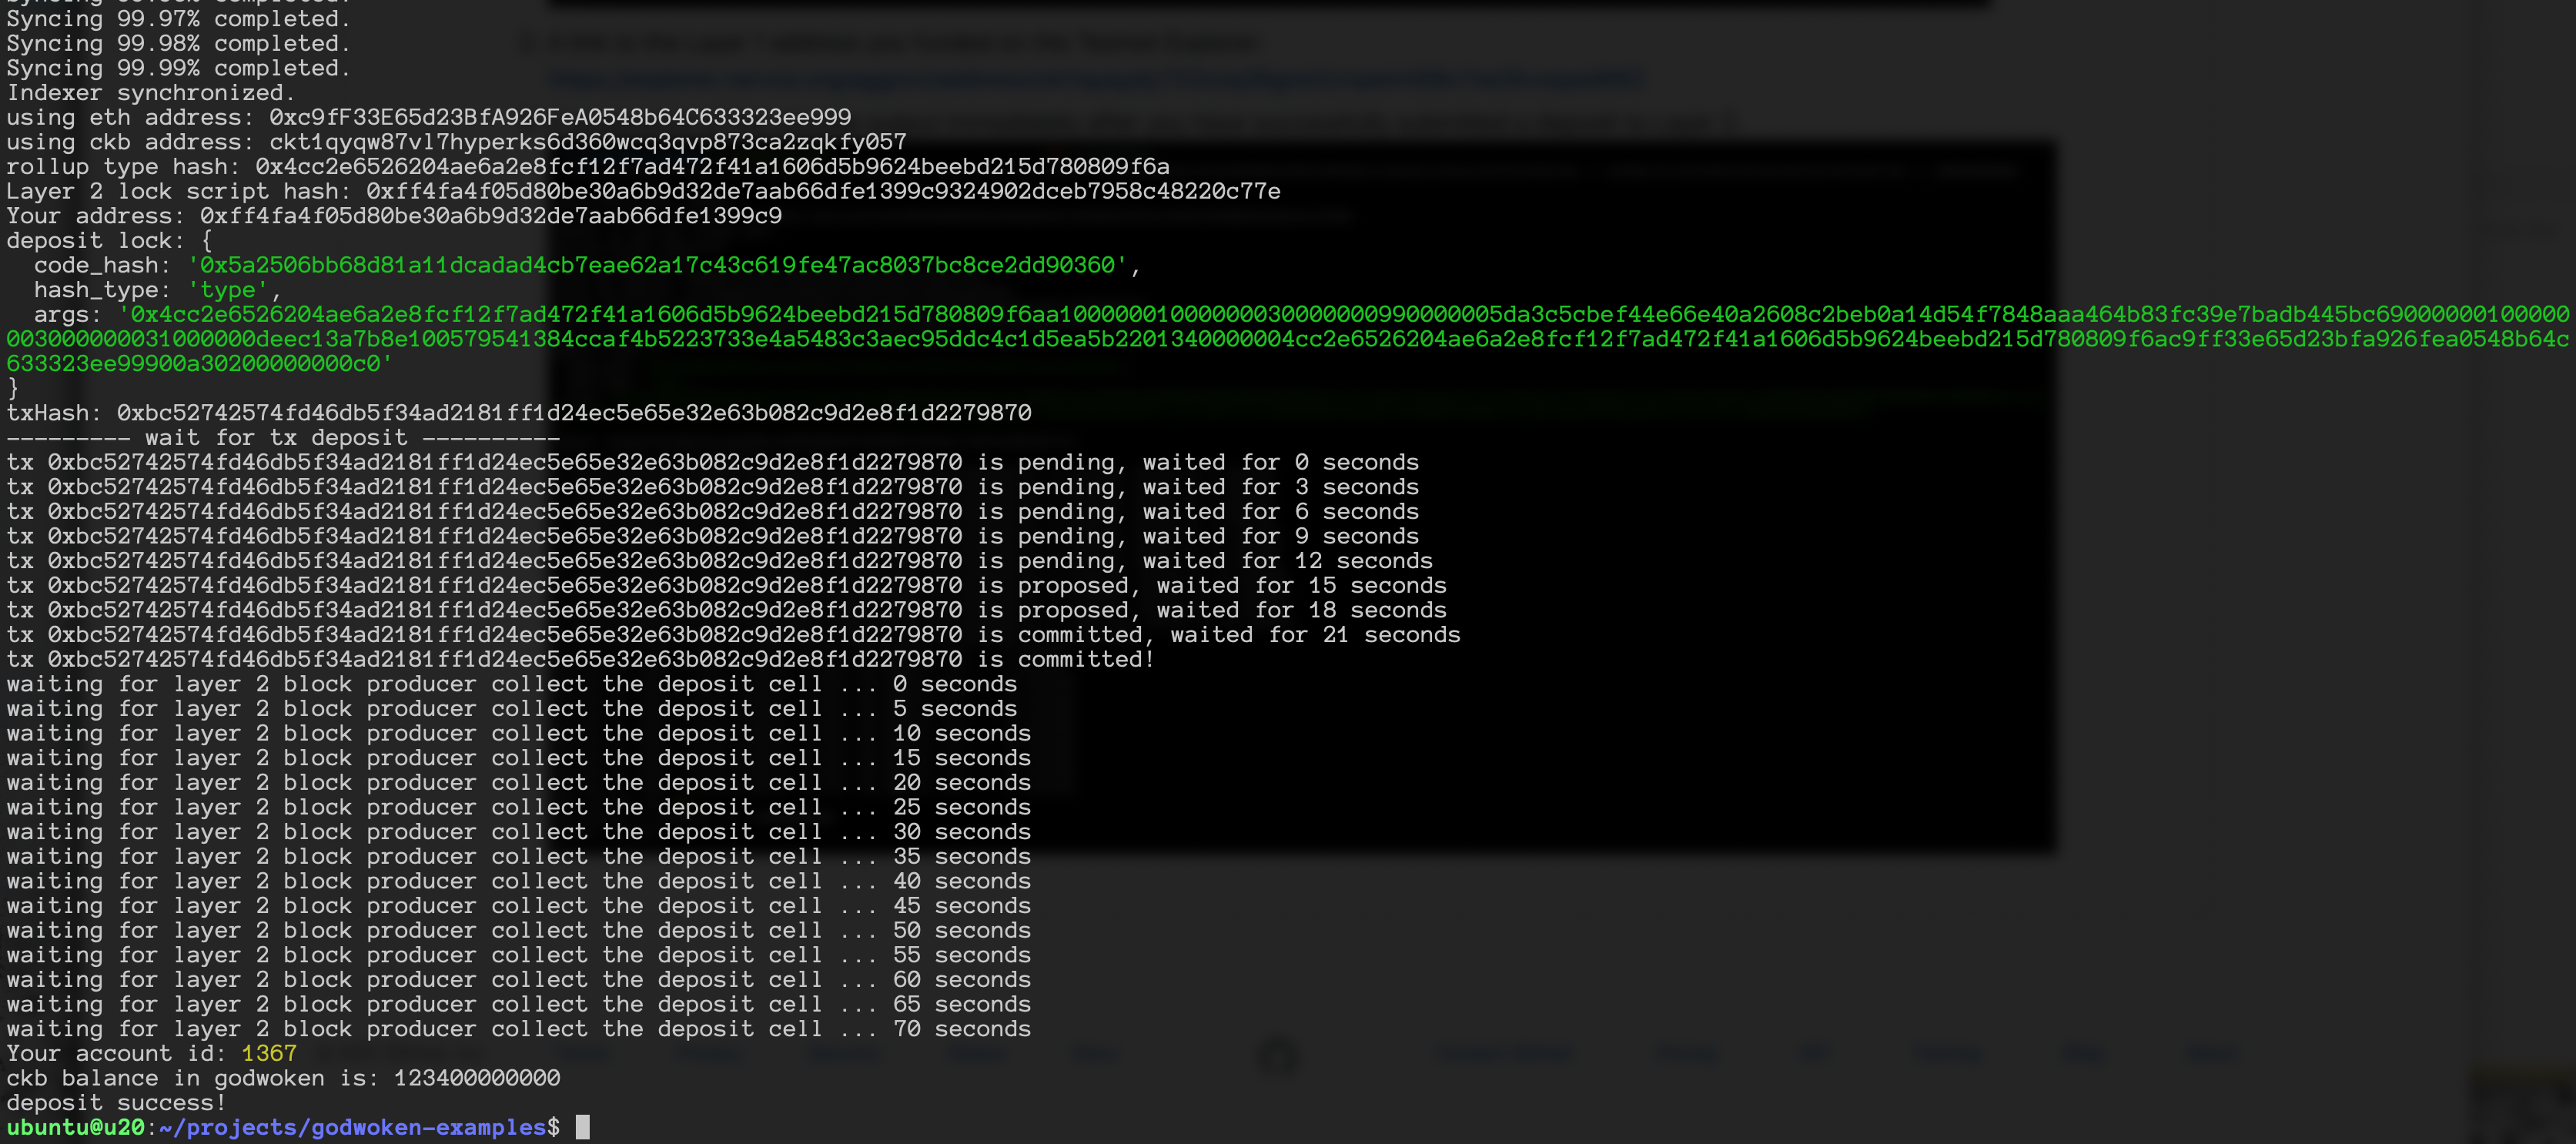 Syncing 99.97% completed.
Syncing 99.98% completed.
Syncing 99.99% completed.
Indexer synchronized.
using eth address: 0xc9fF33E65d23BfA926FeA0548b64C633323ee999
using ckb address: ckt1qyqw87vl7hyperks6d360wcq3qvp873ca2zqkfy057
rollup type hash: 0x4cc2e6526204ae6a2e8fcf12f7ad472f41a1606d5b9624beebd215d780809f6a
Layer 2 lock script hash: 0xff4fa4f05d80be30a6b9d32de7aab66dfe1399c9324902dceb7958c48220c77e
Your address: 0xff4fa4f05d80be30a6b9d32de7aab66dfe1399c9
deposit lock: {
  code_hash: '0x5a2506bb68d81a11dcadad4cb7eae62a17c43c619fe47ac8037bc8ce2dd90360',
  hash_type: 'type',
  args: '0x4cc2e6526204ae6a2e8fcf12f7ad472f41a1606d5b9624beebd215d780809f6aa10000001000000030000000990000005da3c5cbef44e66e40a2608c2beb0a14d54f7848aaa464b83fc39e7badb445bc690000000100000
003000000031000000deec13a7b8e100579541384ccaf4b5223733e4a5483c3aec95ddc4c1d5ea5b2201340000004cc2e6526204ae6a2e8fcf12f7ad472f41a1606d5b9624beebd215d780809f6ac9ff33e65d23bfa926fea0548b64c
633323ee99900a30200000000c0'
}
txHash: 0xbc52742574fd46db5f34ad2181ff1d24ec5e65e32e63b082c9d2e8f1d2279870
--------- wait for tx deposit ----------
tx 0xbc52742574fd46db5f34ad2181ff1d24ec5e65e32e63b082c9d2e8f1d2279870 is pending, waited for 0 seconds
tx 0xbc52742574fd46db5f34ad2181ff1d24ec5e65e32e63b082c9d2e8f1d2279870 is pending, waited for 3 seconds
tx 0xbc52742574fd46db5f34ad2181ff1d24ec5e65e32e63b082c9d2e8f1d2279870 is pending, waited for 6 seconds
tx 0xbc52742574fd46db5f34ad2181ff1d24ec5e65e32e63b082c9d2e8f1d2279870 is pending, waited for 9 seconds
tx 0xbc52742574fd46db5f34ad2181ff1d24ec5e65e32e63b082c9d2e8f1d2279870 is pending, waited for 12 seconds
tx 0xbc52742574fd46db5f34ad2181ff1d24ec5e65e32e63b082c9d2e8f1d2279870 is proposed, waited for 15 seconds
tx 0xbc52742574fd46db5f34ad2181ff1d24ec5e65e32e63b082c9d2e8f1d2279870 is proposed, waited for 18 seconds
tx 0xbc52742574fd46db5f34ad2181ff1d24ec5e65e32e63b082c9d2e8f1d2279870 is committed, waited for 21 seconds
tx 0xbc52742574fd46db5f34ad2181ff1d24ec5e65e32e63b082c9d2e8f1d2279870 is committed!
waiting for layer 2 block producer collect the deposit cell ... 0 seconds
waiting for layer 2 block producer collect the deposit cell ... 5 seconds
waiting for layer 2 block producer collect the deposit cell ... 10 seconds
waiting for layer 2 block producer collect the deposit cell ... 15 seconds
waiting for layer 2 block producer collect the deposit cell ... 20 seconds
waiting for layer 2 block producer collect the deposit cell ... 25 seconds
waiting for layer 2 block producer collect the deposit cell ... 30 seconds
waiting for layer 2 block producer collect the deposit cell ... 35 seconds
waiting for layer 2 block producer collect the deposit cell ... 40 seconds
waiting for layer 2 block producer collect the deposit cell ... 45 seconds
waiting for layer 2 block producer collect the deposit cell ... 50 seconds
waiting for layer 2 block producer collect the deposit cell ... 55 seconds
waiting for layer 2 block producer collect the deposit cell ... 60 seconds
waiting for layer 2 block producer collect the deposit cell ... 65 seconds
waiting for layer 2 block producer collect the deposit cell ... 70 seconds
Your account id: 1367
ckb balance in godwoken is: 123400000000
deposit success!
ubuntu@u20:~/projects/godwoken-examples$